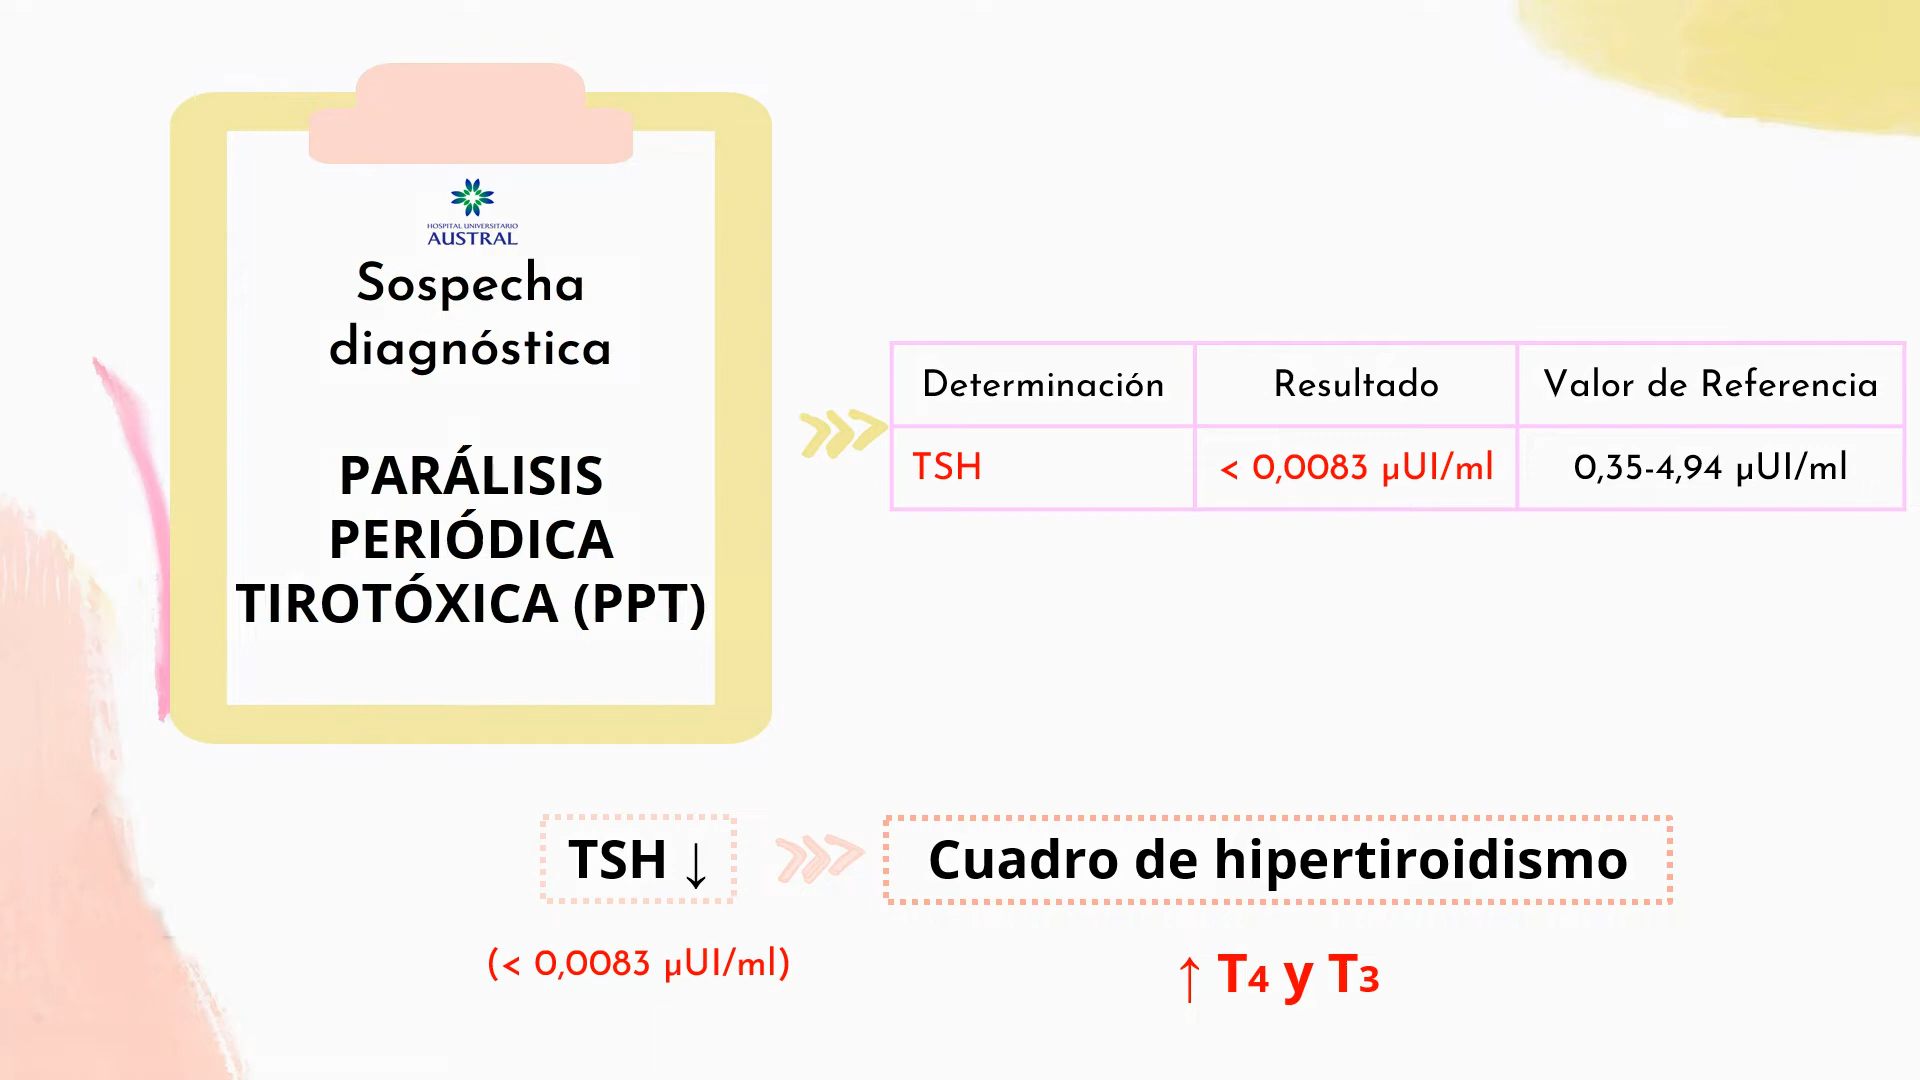 HOSPITAL UNIVERSITARIO
AUSTRAL
Sospecha
diagnóstica
PARÁLISIS
PERIÓDICA
TIROTÓXICA (PPT)
Determinación Resultado Valor de Referencia
TSH < 0,0083 µUI/ml 0,35-4,94 µUI/ml
TSH ↓
Cuadro de hipertiroidismo
(< 0,0083 µUI/ml)
↑ T4 y T3